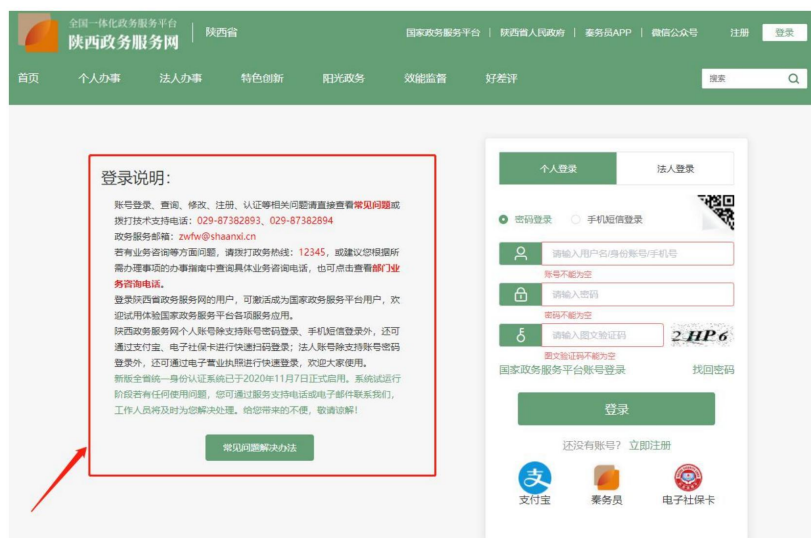 全国一体化政务服务平台
陕西政务服务网
陕西省
国家政务服务平台 | 陕西省人民政府 | 秦务员APP | 微信公众号 注册 登录
首页 个人办事 法人办事 特色创新 阳光政务 效能监督 好差评 搜索
登录说明：
账号登录、查询、修改、注册、认证等相关问题请直接查看常见问题或
拨打技术支持电话：029-87382893、029-87382894
政务服务邮箱：zwfw@shaanxi.cn
若有业务咨询等方面问题，请拨打政务热线：12345，或建议您根据所
需办理事项的办事指南中查询具体业务咨询电话，也可点击查看部门业
务咨询电话。
登录陕西省政务服务网的用户，可激活成为国家政务服务平台用户，欢
迎试用体验国家政务服务平台各项服务应用。
陕西政务服务网个人账号除支持账号密码登录、手机短信登录外，还可
通过支付宝、电子社保卡进行快速扫码登录；法人账号除支持账号密码
登录外，还可通过电子营业执照进行快速登录，欢迎大家使用。
新版全省统一身份认证系统已于2020年11月7日正式启用。系统试运行
阶段若有任何使用问题，您可通过服务支持电话或电子邮件联系我们，
工作人员将及时为您解决处理。给您带来的不便，敬请谅解！
常见问题解决办法
个人登录 法人登录
密码登录 手机短信登录
请输入用户名/身份账号/手机号
账号不能为空
请输入密码
密码不能为空
请输入图文验证码 2 HP6
图文验证码不能为空
国家政务服务平台账号登录 找回密码
登录
还没有账号？ 立即注册
支付宝 秦务员 电子社保卡